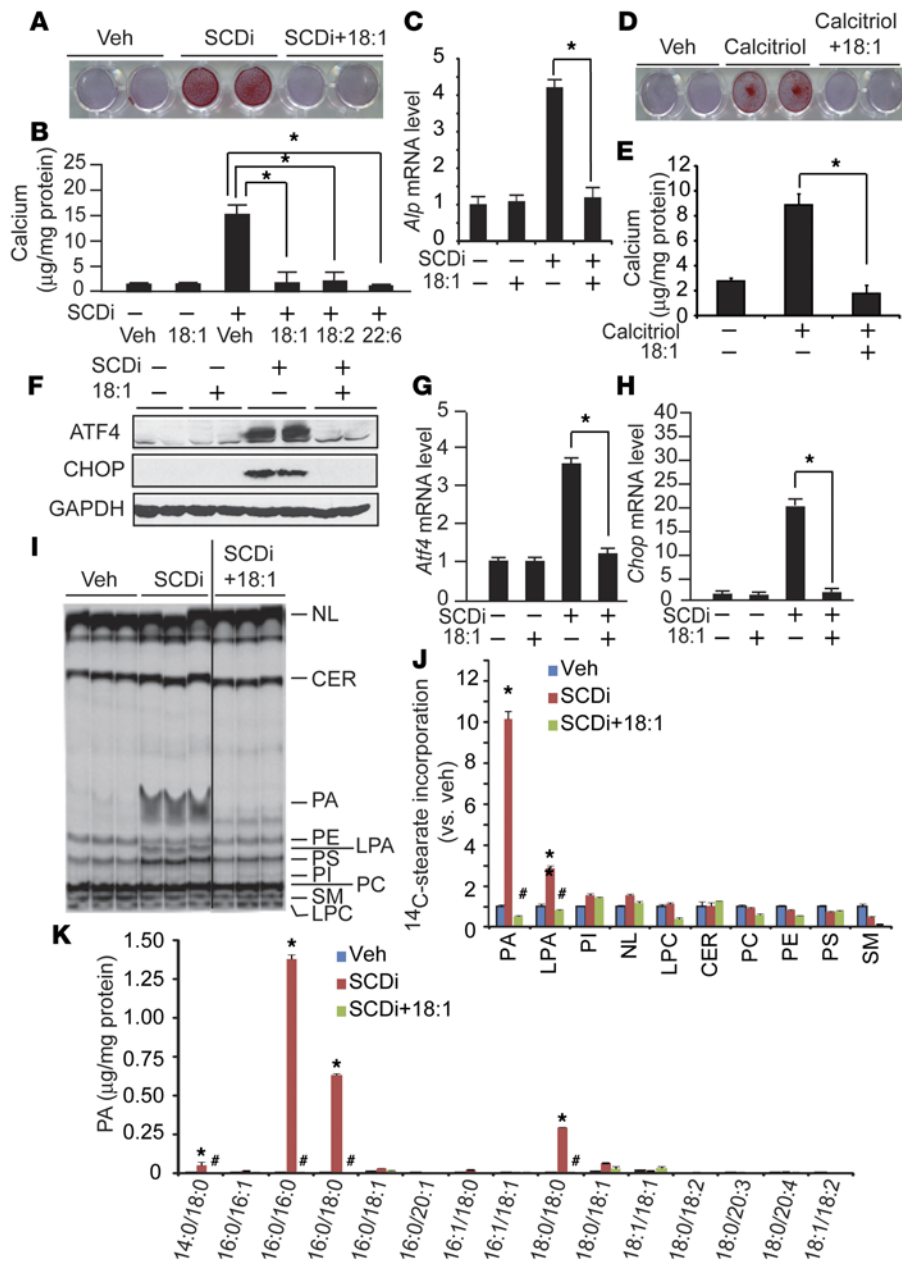 A
Veh SCDi SCDi+18:1
B
Calcium
(µg/mg protein)
25
20
15
10
5
0
* * *
SCDi − − + + + +
Veh 18:1 Veh 18:1 18:2 22:6
C
Alp mRNA level
5
4
3
2
1
0
*
SCDi − − + +
18:1 − + − +
D
Veh Calcitriol Calcitriol
+18:1
E
Calcium
(µg/mg protein)
12
10
8
6
4
2
0
*
Calcitriol − + +
18:1 +
F
SCDi − − + +
18:1 − + − +
ATF4
CHOP
GAPDH
G
Atf4 mRNA level
5
4
3
2
1
0
*
SCDi − − + +
18:1 − + − +
H
Chop mRNA level
40
35
30
25
20
15
10
5
0
*
SCDi − − + +
18:1 − + − +
I
Veh SCDi SCDi
+18:1
NL
CER
PA
PE
LPA
PS
PI
PC
SM
LPC
J
¹⁴C-stearate incorporation
(vs. veh)
12
10
8
6
4
2
0
Veh
SCDi
SCDi+18:1
* # * * #
PA LPA PI NL LPC CER PC PE PS SM
K
PA (µg/mg protein)
1.50
1.25
1.00
0.75
0.50
0.25
0
Veh
SCDi
SCDi+18:1
* # * # * # * #
14:0/18:0 16:0/16:1 16:0/16:0 16:0/18:0 16:0/18:1 16:0/20:1 16:1/18:0 16:1/18:1 18:0/18:0 18:0/18:1 18:1/18:1 18:0/18:2 18:0/20:3 18:0/20:4 18:1/18:2